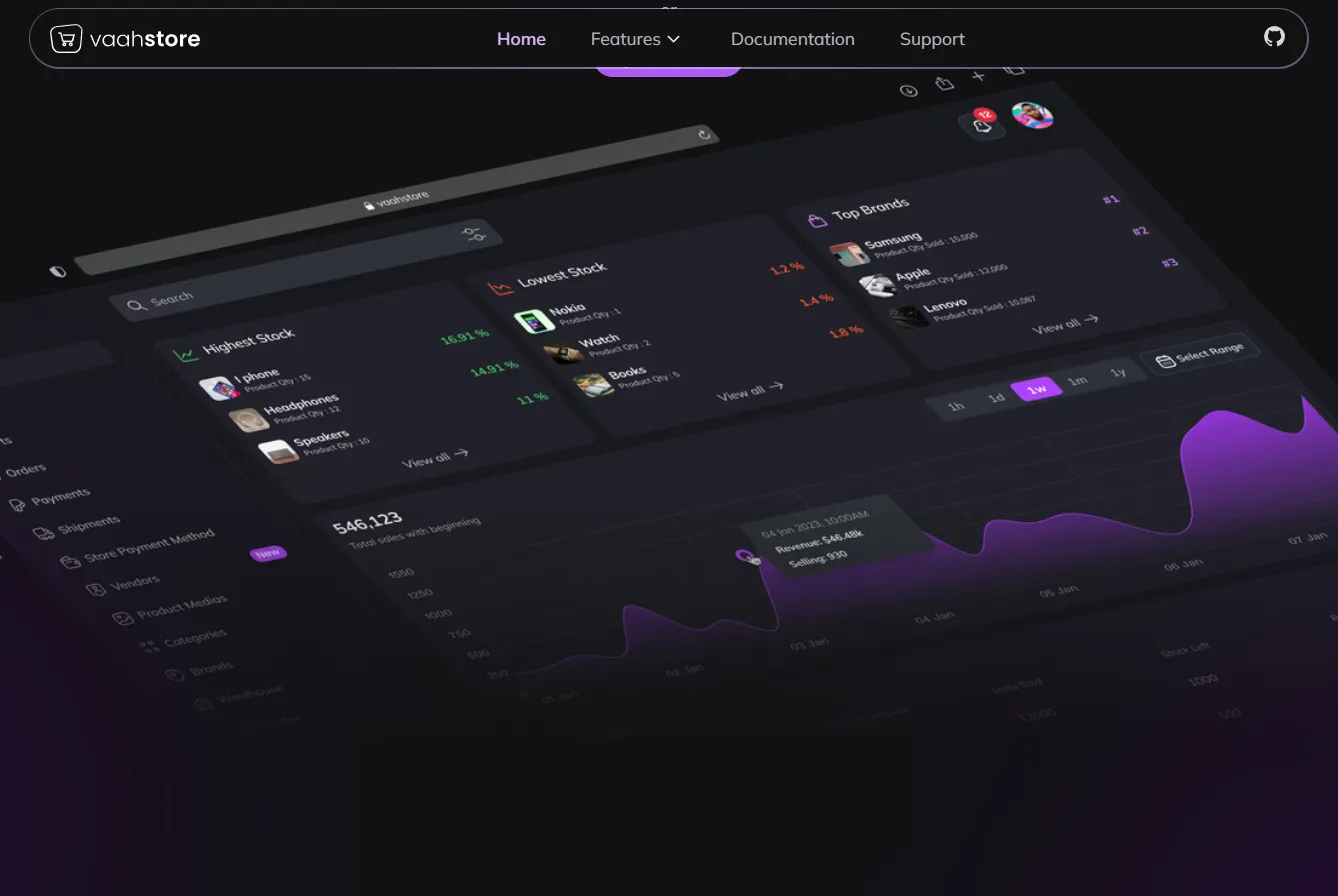 vaahstore
Home
Features
Documentation
Support
12
vaahstore
Search
Highest Stock
I phone
Product Qty : 15
16.91 %
Headphones
Product Qty : 12
14.91 %
Speakers
Product Qty : 10
11 %
View all
Lowest Stock
Nokia
Product Qty : 1
1.2 %
Watch
Product Qty : 2
1.4 %
Books
Product Qty : 5
1.8 %
View all
Top Brands
Samsung
Product Qty Sold : 15,000
#1
Apple
Product Qty Sold : 12,000
#2
Lenovo
Product Qty Sold : 10,087
#3
View all
1h
1d
1w
1m
1y
Select Range
Orders
Payments
Shipments
Store Payment Method
New
Vendors
Product Medias
Categories
Brands
Warehouse
546,123
Total sales with beginning
1550
1250
1000
750
500
250
0
04 Jan 2023, 10:00AM
Revenue: $46.48k
Selling: 930
01 Jan
02 Jan
03 Jan
04 Jan
05 Jan
06 Jan
07 Jan
Units Sold
Stock Left
12000
1000
500